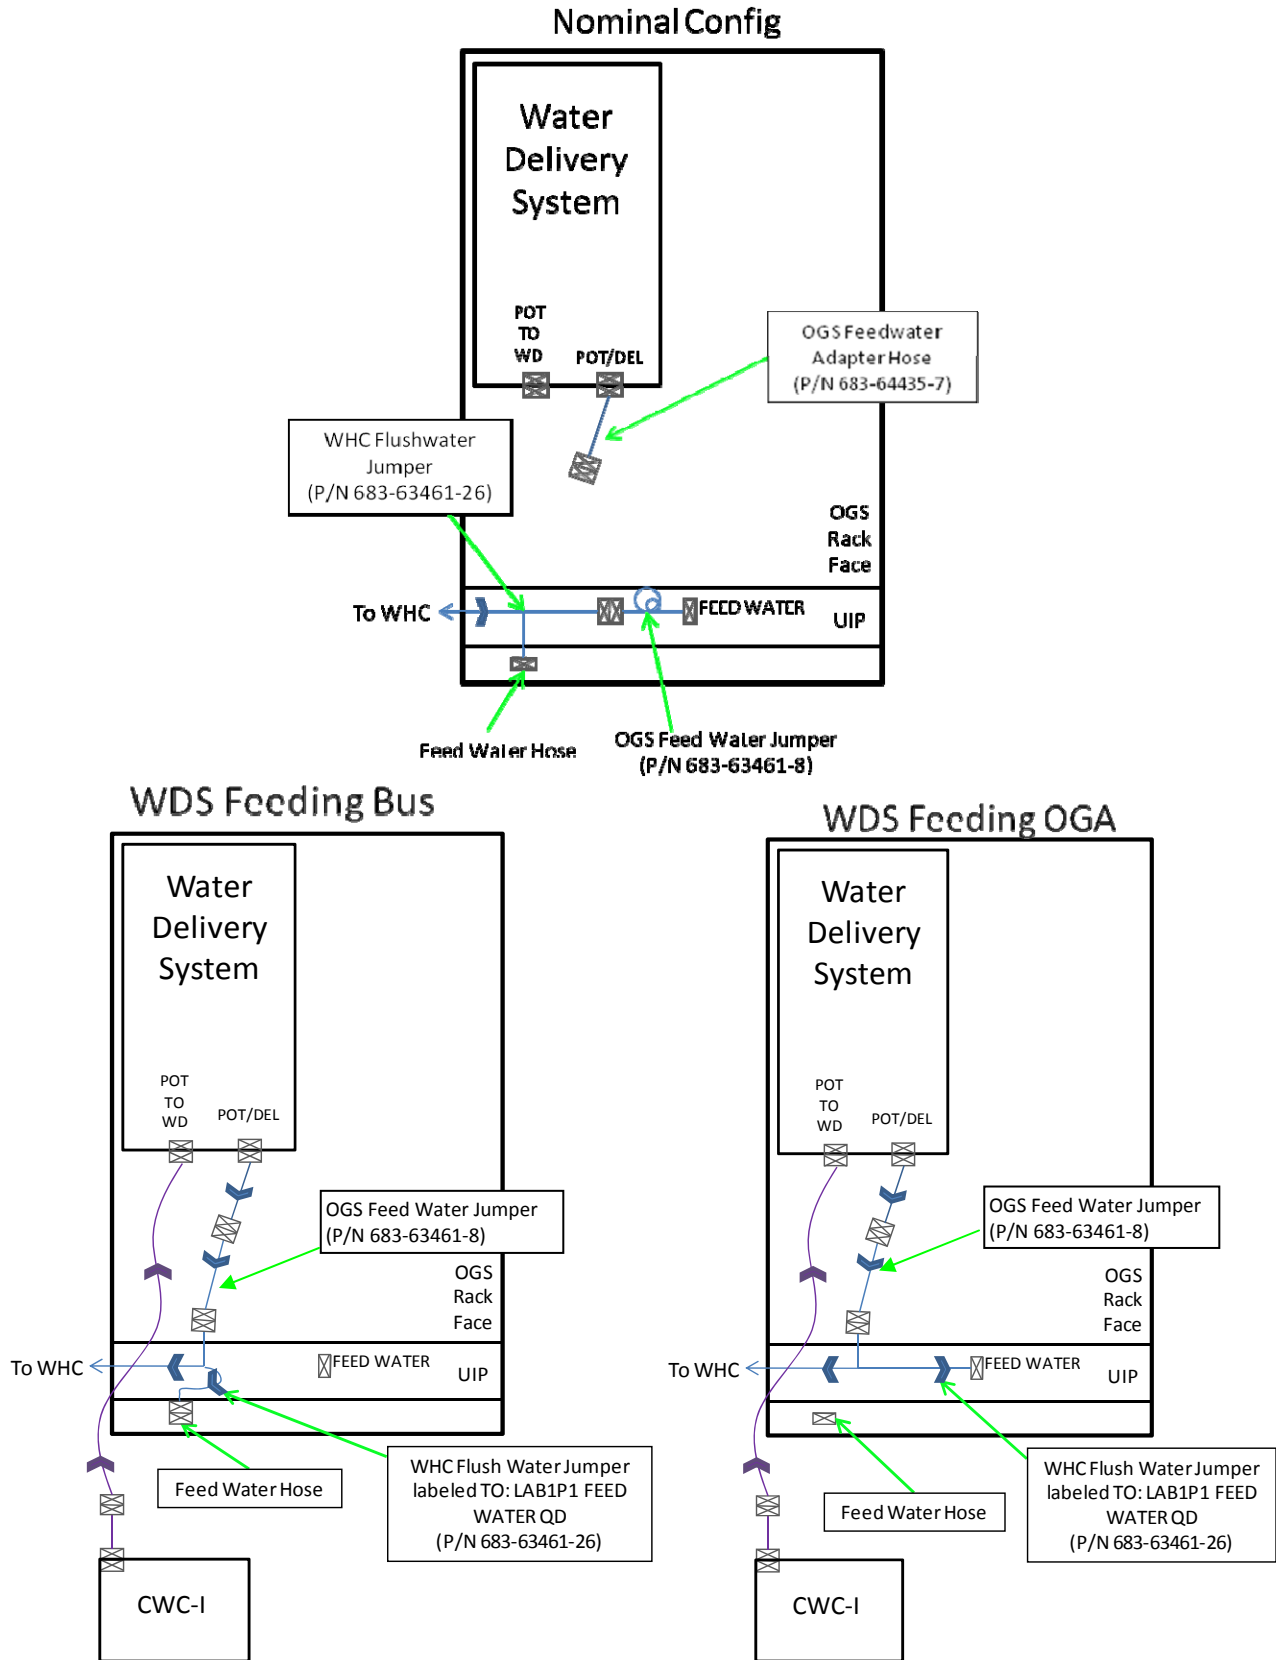 Nominal Config
Water
Delivery
System
POT
TO
WD
POT/DEL
OGS Feedwater
Adapter Hose
(P/N 683-64435-7)
WHC Flushwater
Jumper
(P/N 683-63461-26)
OGS
Rack
Face
To WHC
FEED WATER
UIP
Feed Water Hose
OGS Feed Water Jumper
(P/N 683-63461-8)
WDS Feeding Bus
Water
Delivery
System
POT
TO
WD
POT/DEL
OGS Feed Water Jumper
(P/N 683-63461-8)
OGS
Rack
Face
To WHC
FEED WATER
UIP
Feed Water Hose
WHC Flush Water Jumper
labeled TO: LAB1P1 FEED
WATER QD
(P/N 683-63461-26)
CWC-I
WDS Feeding OGA
Water
Delivery
System
POT
TO
WD
POT/DEL
OGS Feed Water Jumper
(P/N 683-63461-8)
OGS
Rack
Face
To WHC
FEED WATER
UIP
Feed Water Hose
WHC Flush Water Jumper
labeled TO: LAB1P1 FEED
WATER QD
(P/N 683-63461-26)
CWC-I